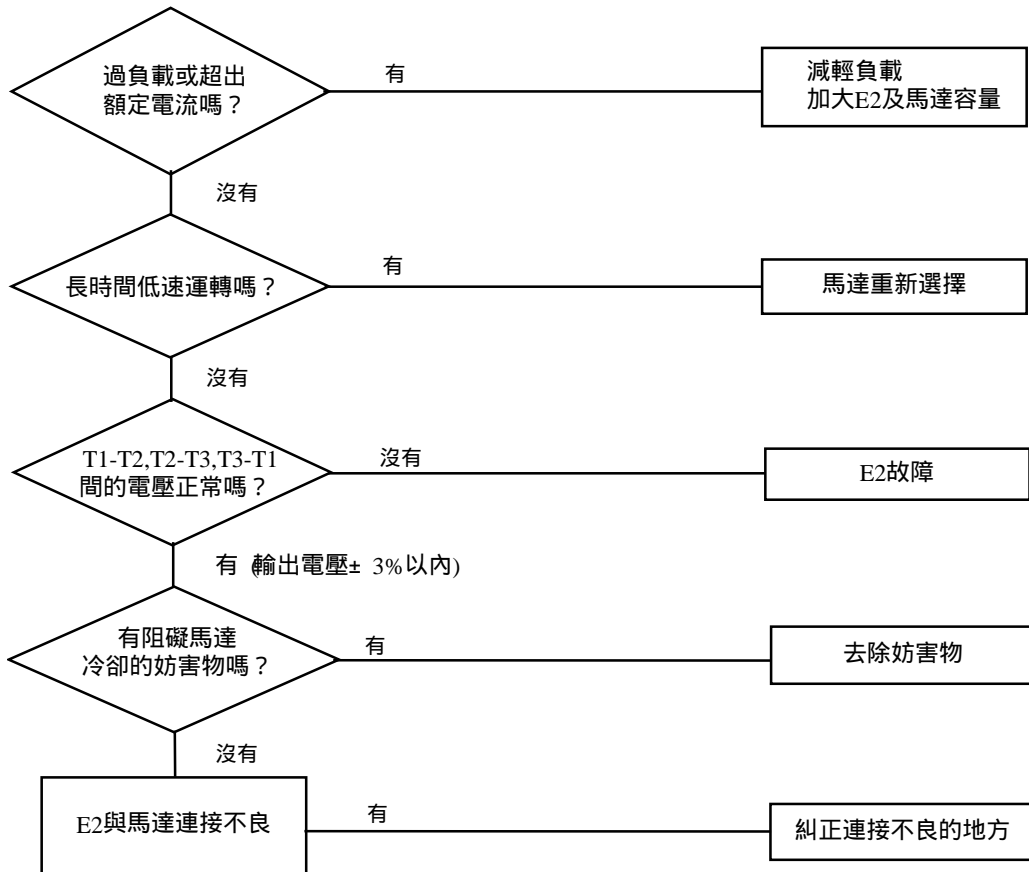 過負載或超出
額定電流嗎？
有
減輕負載
加大E2及馬達容量
沒有
長時間低速運轉嗎？
有
馬達重新選擇
沒有
T1-T2,T2-T3,T3-T1
間的電壓正常嗎？
沒有
E2故障
有 (輸出電壓± 3%以內)
有阻礙馬達
冷卻的妨害物嗎？
有
去除妨害物
沒有
E2與馬達連接不良
有
糾正連接不良的地方